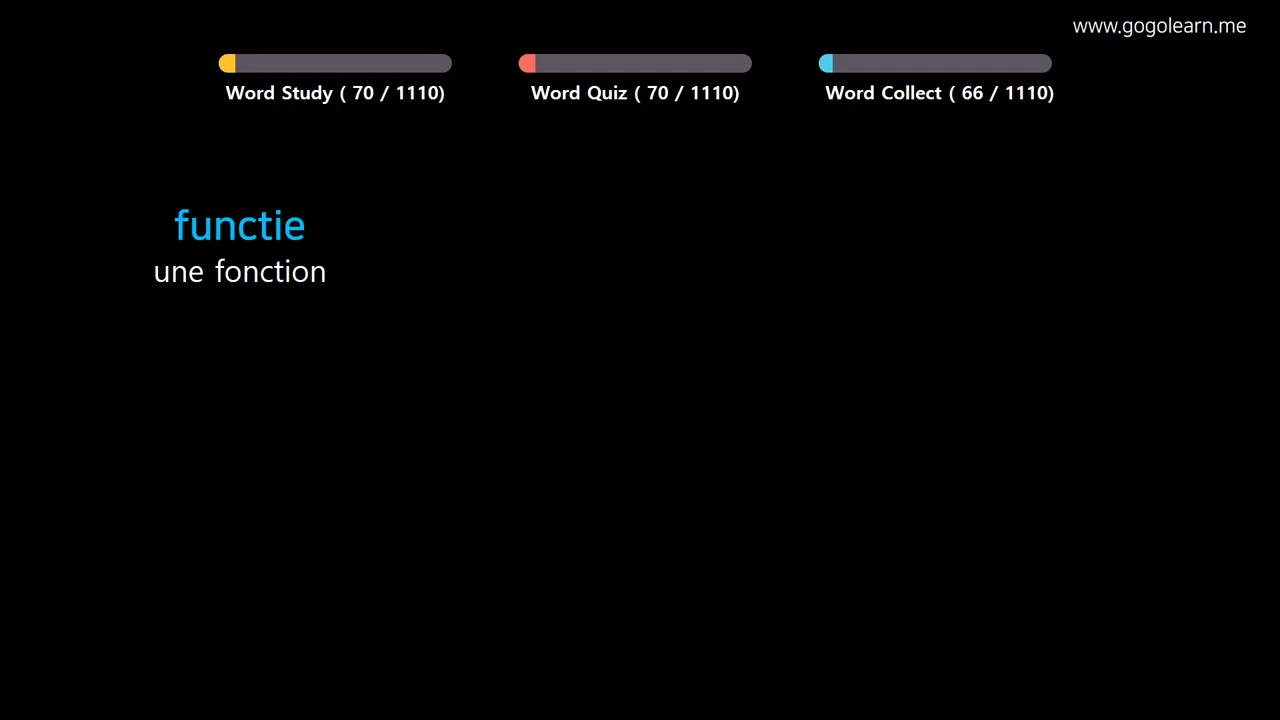 www.gogolearn.me
Word Study ( 70 / 1110)
Word Quiz ( 70 / 1110)
Word Collect ( 66 / 1110)
functie
une fonction